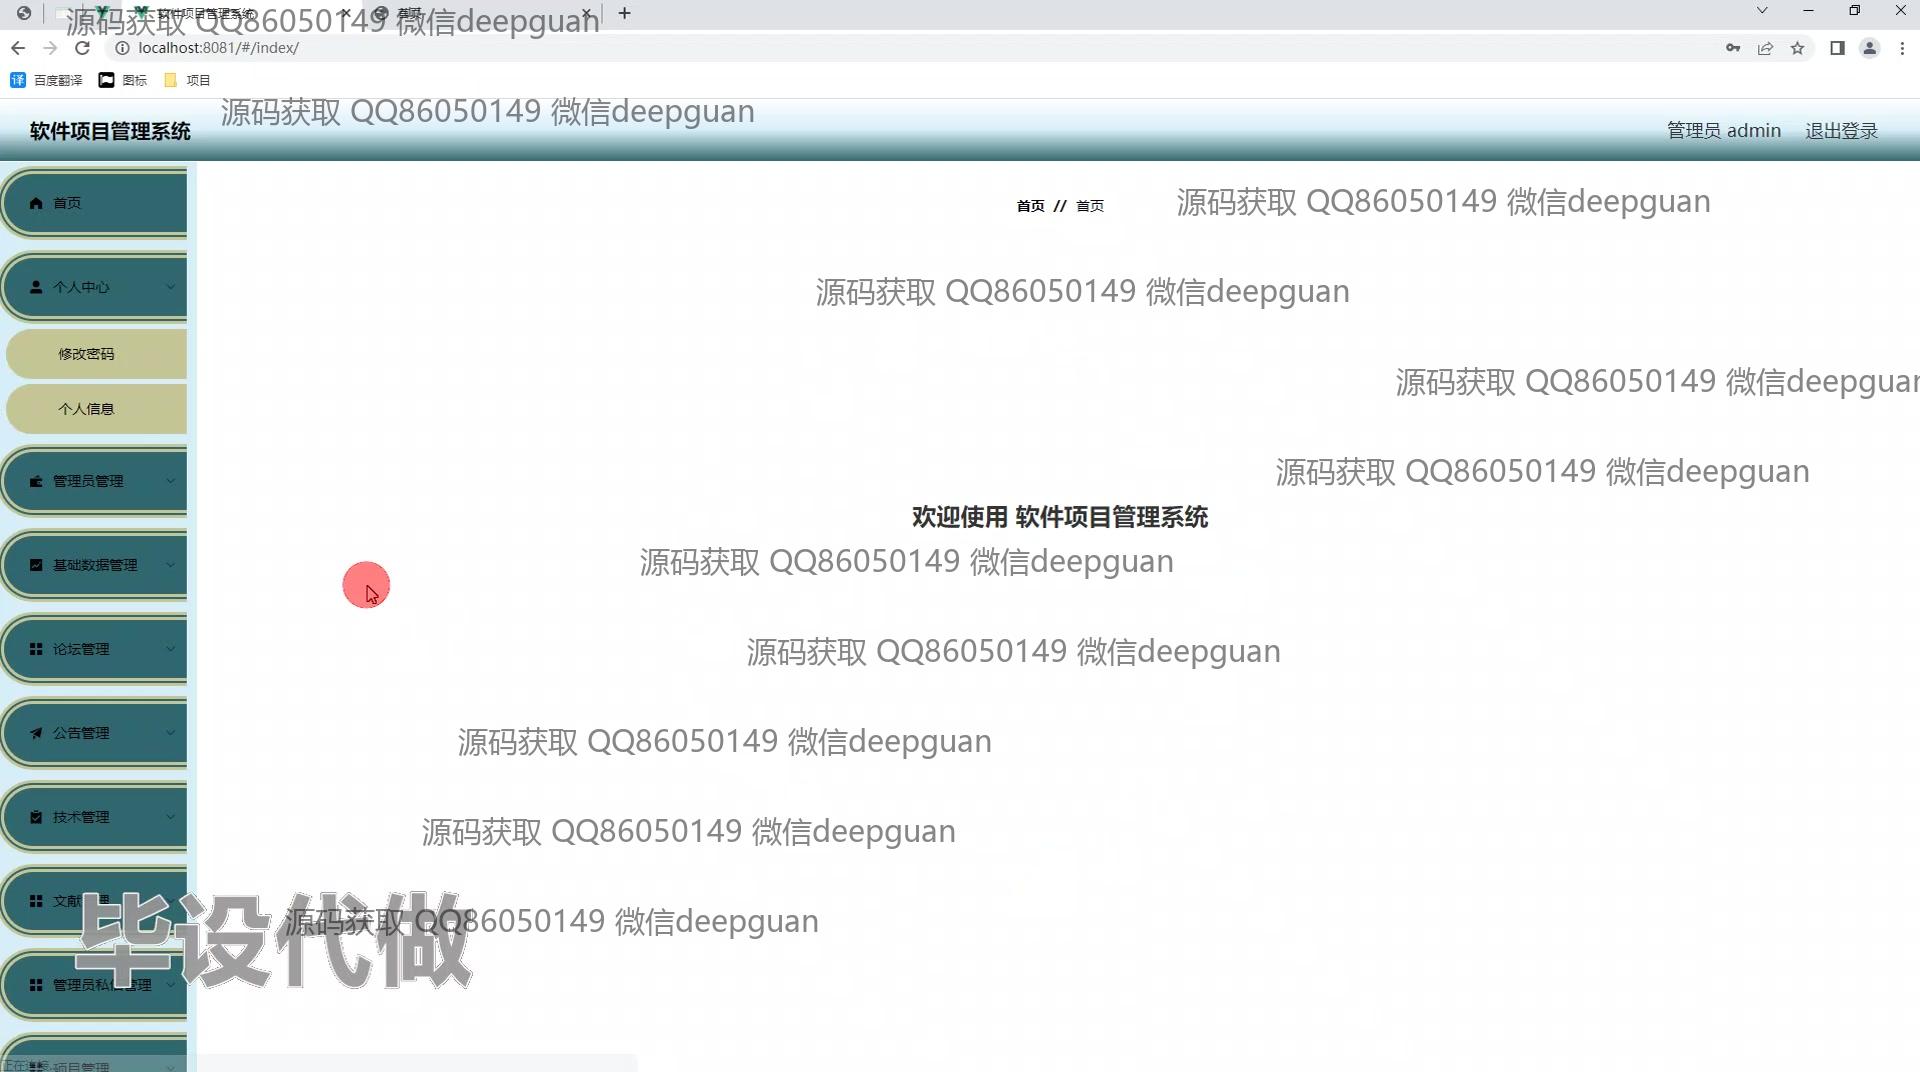 软件项目管理系统
首页
源码获取 QQ86050149 微信deepguan
localhost:8081/#/index/
百度翻译
图标
项目
源码获取 QQ86050149 微信deepguan
软件项目管理系统
管理员 admin
退出登录
首页
首页 // 首页
源码获取 QQ86050149 微信deepguan
个人中心
源码获取 QQ86050149 微信deepguan
修改密码
源码获取 QQ86050149 微信deepguan
个人信息
管理员管理
源码获取 QQ86050149 微信deepguan
欢迎使用 软件项目管理系统
基础数据管理
源码获取 QQ86050149 微信deepguan
论坛管理
源码获取 QQ86050149 微信deepguan
公告管理
源码获取 QQ86050149 微信deepguan
技术管理
源码获取 QQ86050149 微信deepguan
文献管理
源码获取 QQ86050149 微信deepguan
毕设代做
管理员私信管理
项目管理